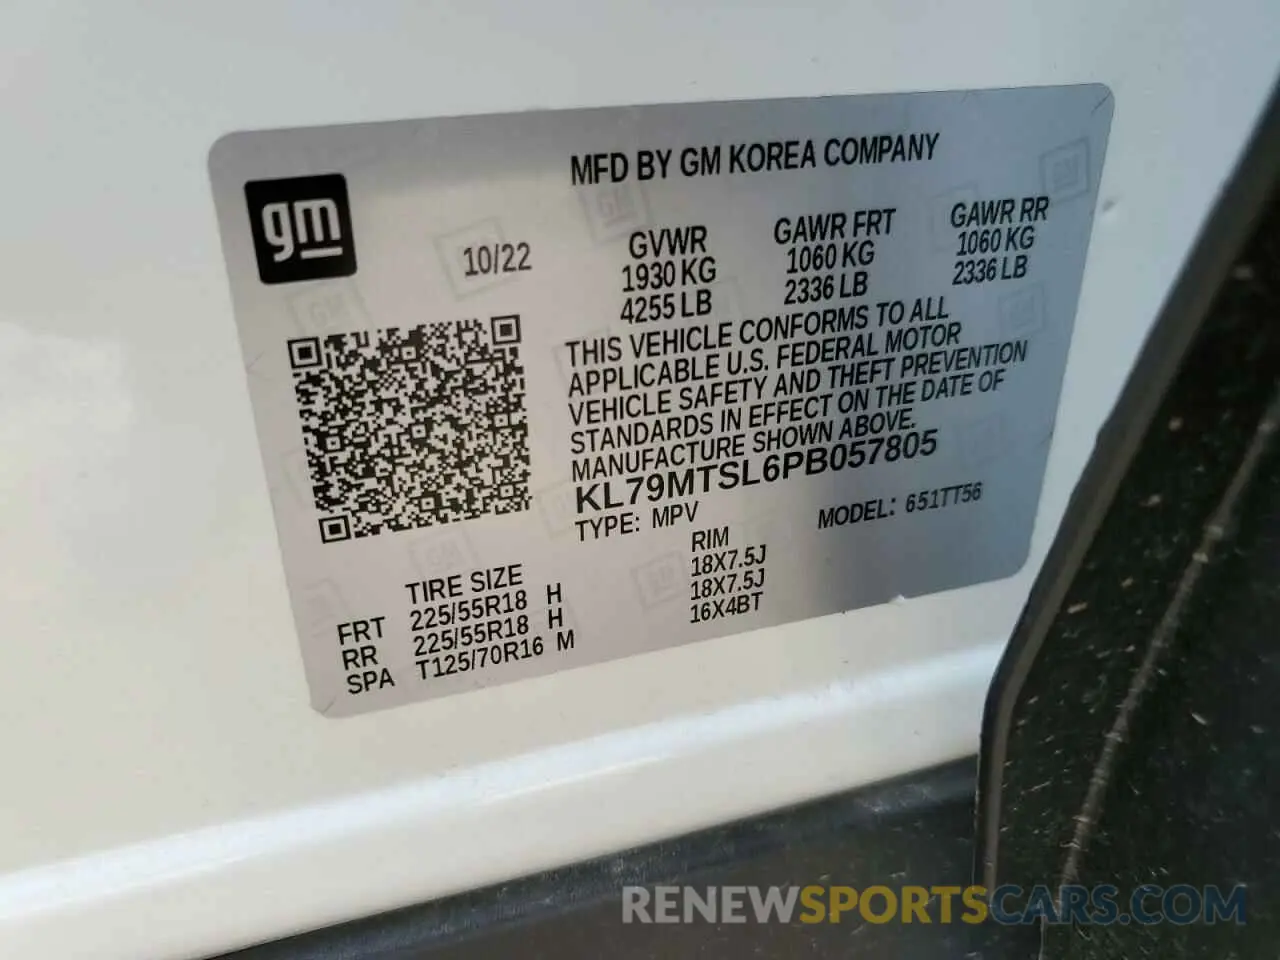 MFD BY GM KOREA COMPANY
gm
10/22
GVWR GAWR FRT GAWR RR
1930 KG 1060 KG 1060 KG
4255 LB 2336 LB 2336 LB
THIS VEHICLE CONFORMS TO ALL
APPLICABLE U.S. FEDERAL MOTOR
VEHICLE SAFETY AND THEFT PREVENTION
STANDARDS IN EFFECT ON THE DATE OF
MANUFACTURE SHOWN ABOVE.
KL79MTSL6PB057805
TYPE: MPV MODEL: 651TT56
TIRE SIZE RIM
FRT 225/55R18 H 18X7.5J
RR 225/55R18 H 18X7.5J
SPA T125/70R16 M 16X4BT
RENEWSPORTSCARS.COM